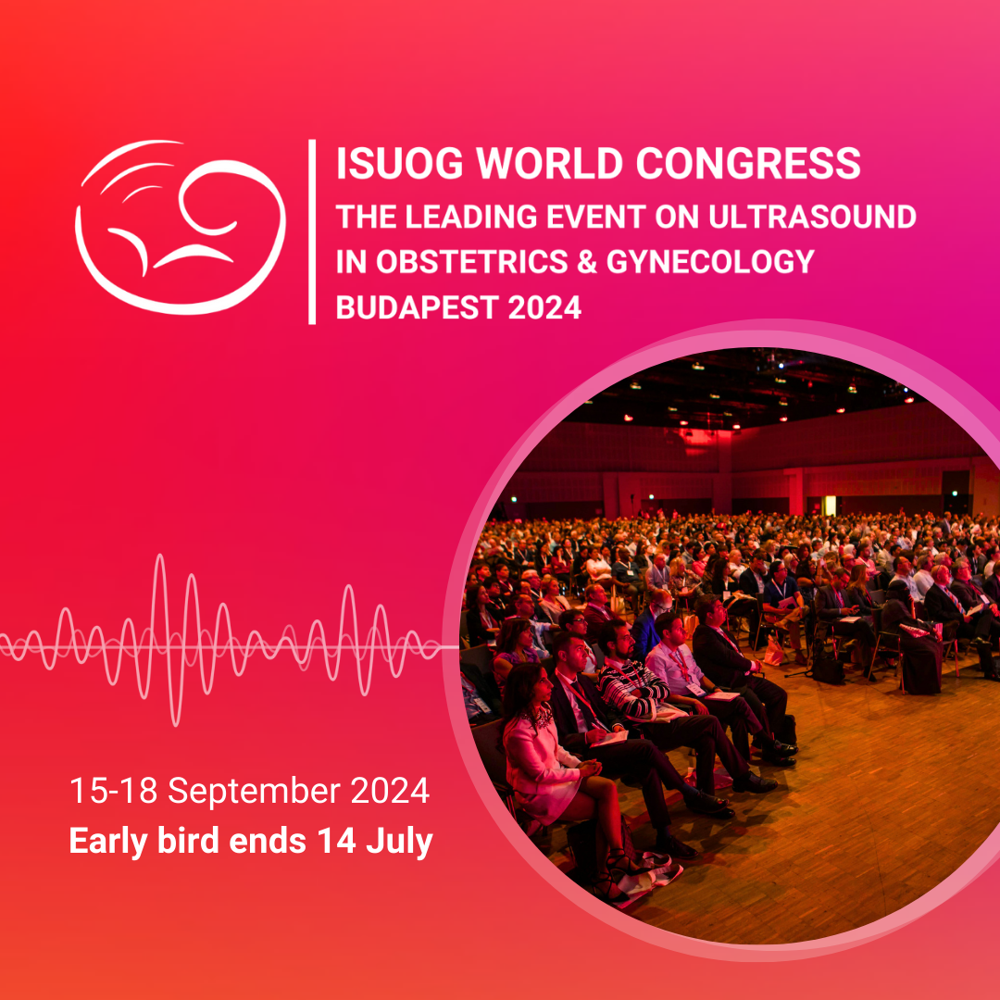 ISUOG WORLD CONGRESS
THE LEADING EVENT ON ULTRASOUND
IN OBSTETRICS & GYNECOLOGY
BUDAPEST 2024
15-18 September 2024
Early bird ends 14 July